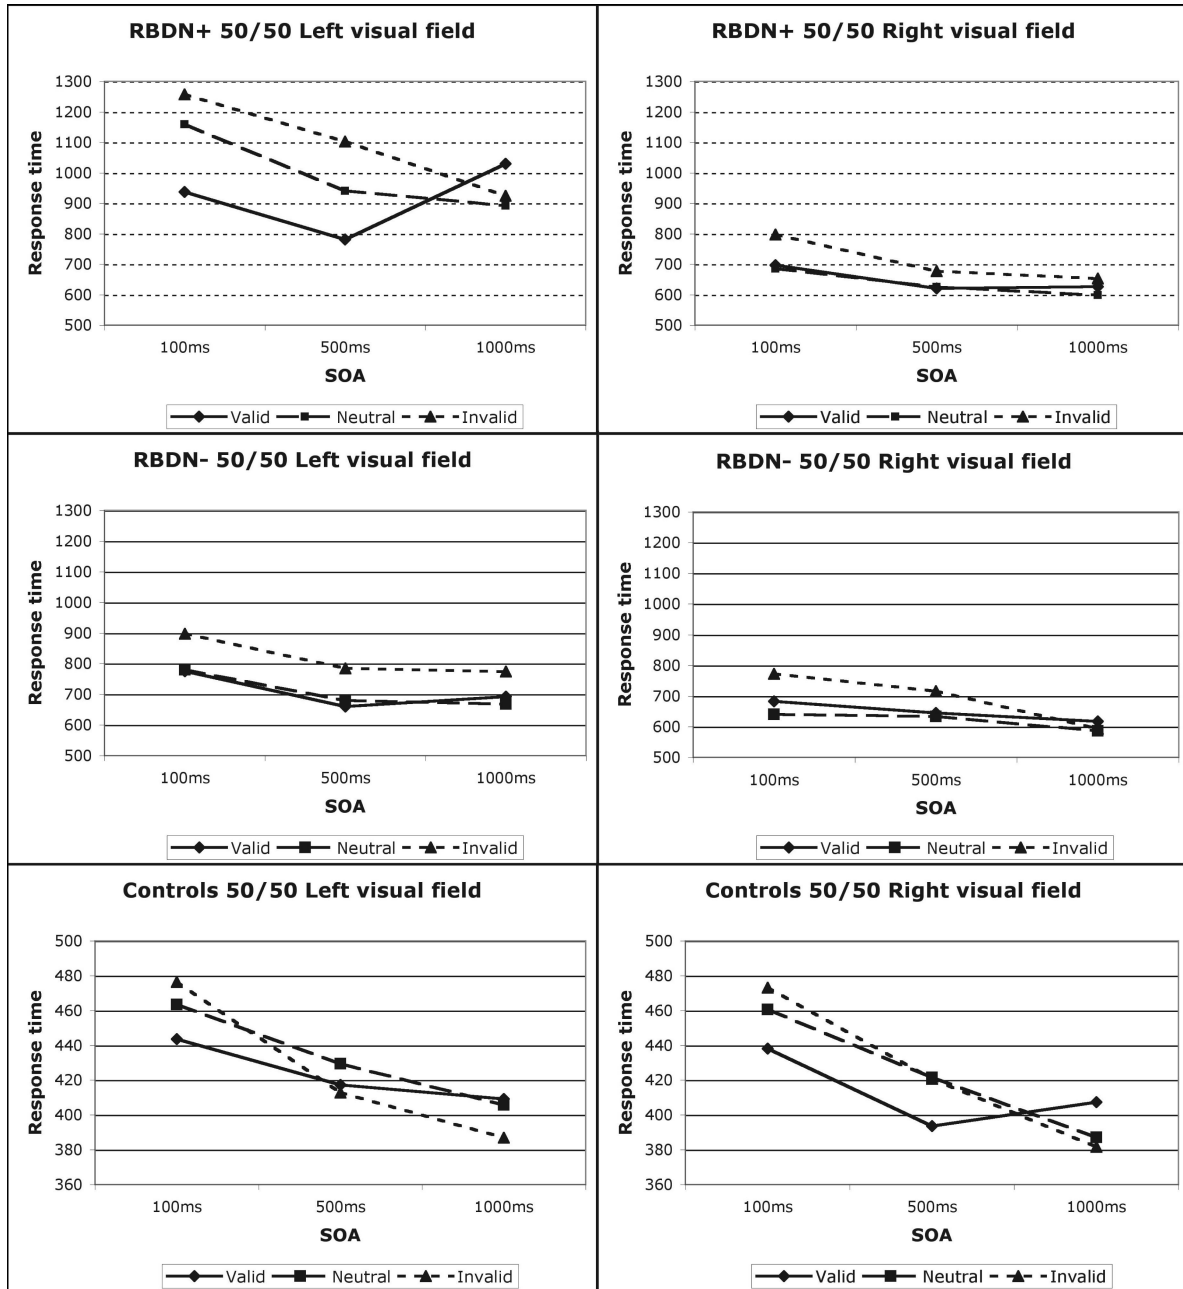 RBDN+ 50/50 Left visual field
1300
1200
1100
1000
900
800
700
600
500
Response time
100ms 500ms 1000ms
SOA
Valid Neutral Invalid
RBDN+ 50/50 Right visual field
1300
1200
1100
1000
900
800
700
600
500
Response time
100ms 500ms 1000ms
SOA
Valid Neutral Invalid
RBDN- 50/50 Left visual field
1300
1200
1100
1000
900
800
700
600
500
Response time
100ms 500ms 1000ms
SOA
Valid Neutral Invalid
RBDN- 50/50 Right visual field
1300
1200
1100
1000
900
800
700
600
500
Response time
100ms 500ms 1000ms
SOA
Valid Neutral Invalid
Controls 50/50 Left visual field
500
480
460
440
420
400
380
360
Response time
100ms 500ms 1000ms
SOA
Valid Neutral Invalid
Controls 50/50 Right visual field
500
480
460
440
420
400
380
360
Response time
100ms 500ms 1000ms
SOA
Valid Neutral Invalid